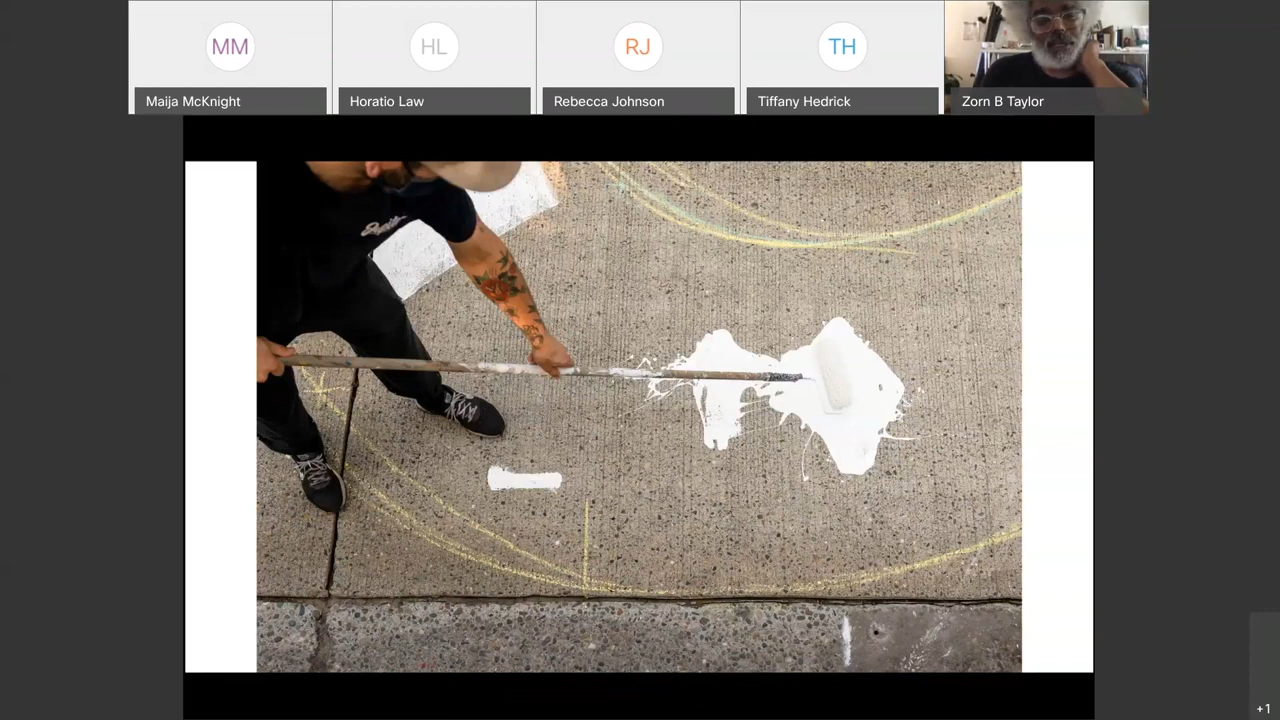 MM
HL
RJ
TH
Maija McKnight
Horatio Law
Rebecca Johnson
Tiffany Hedrick
Zorn B Taylor
+1